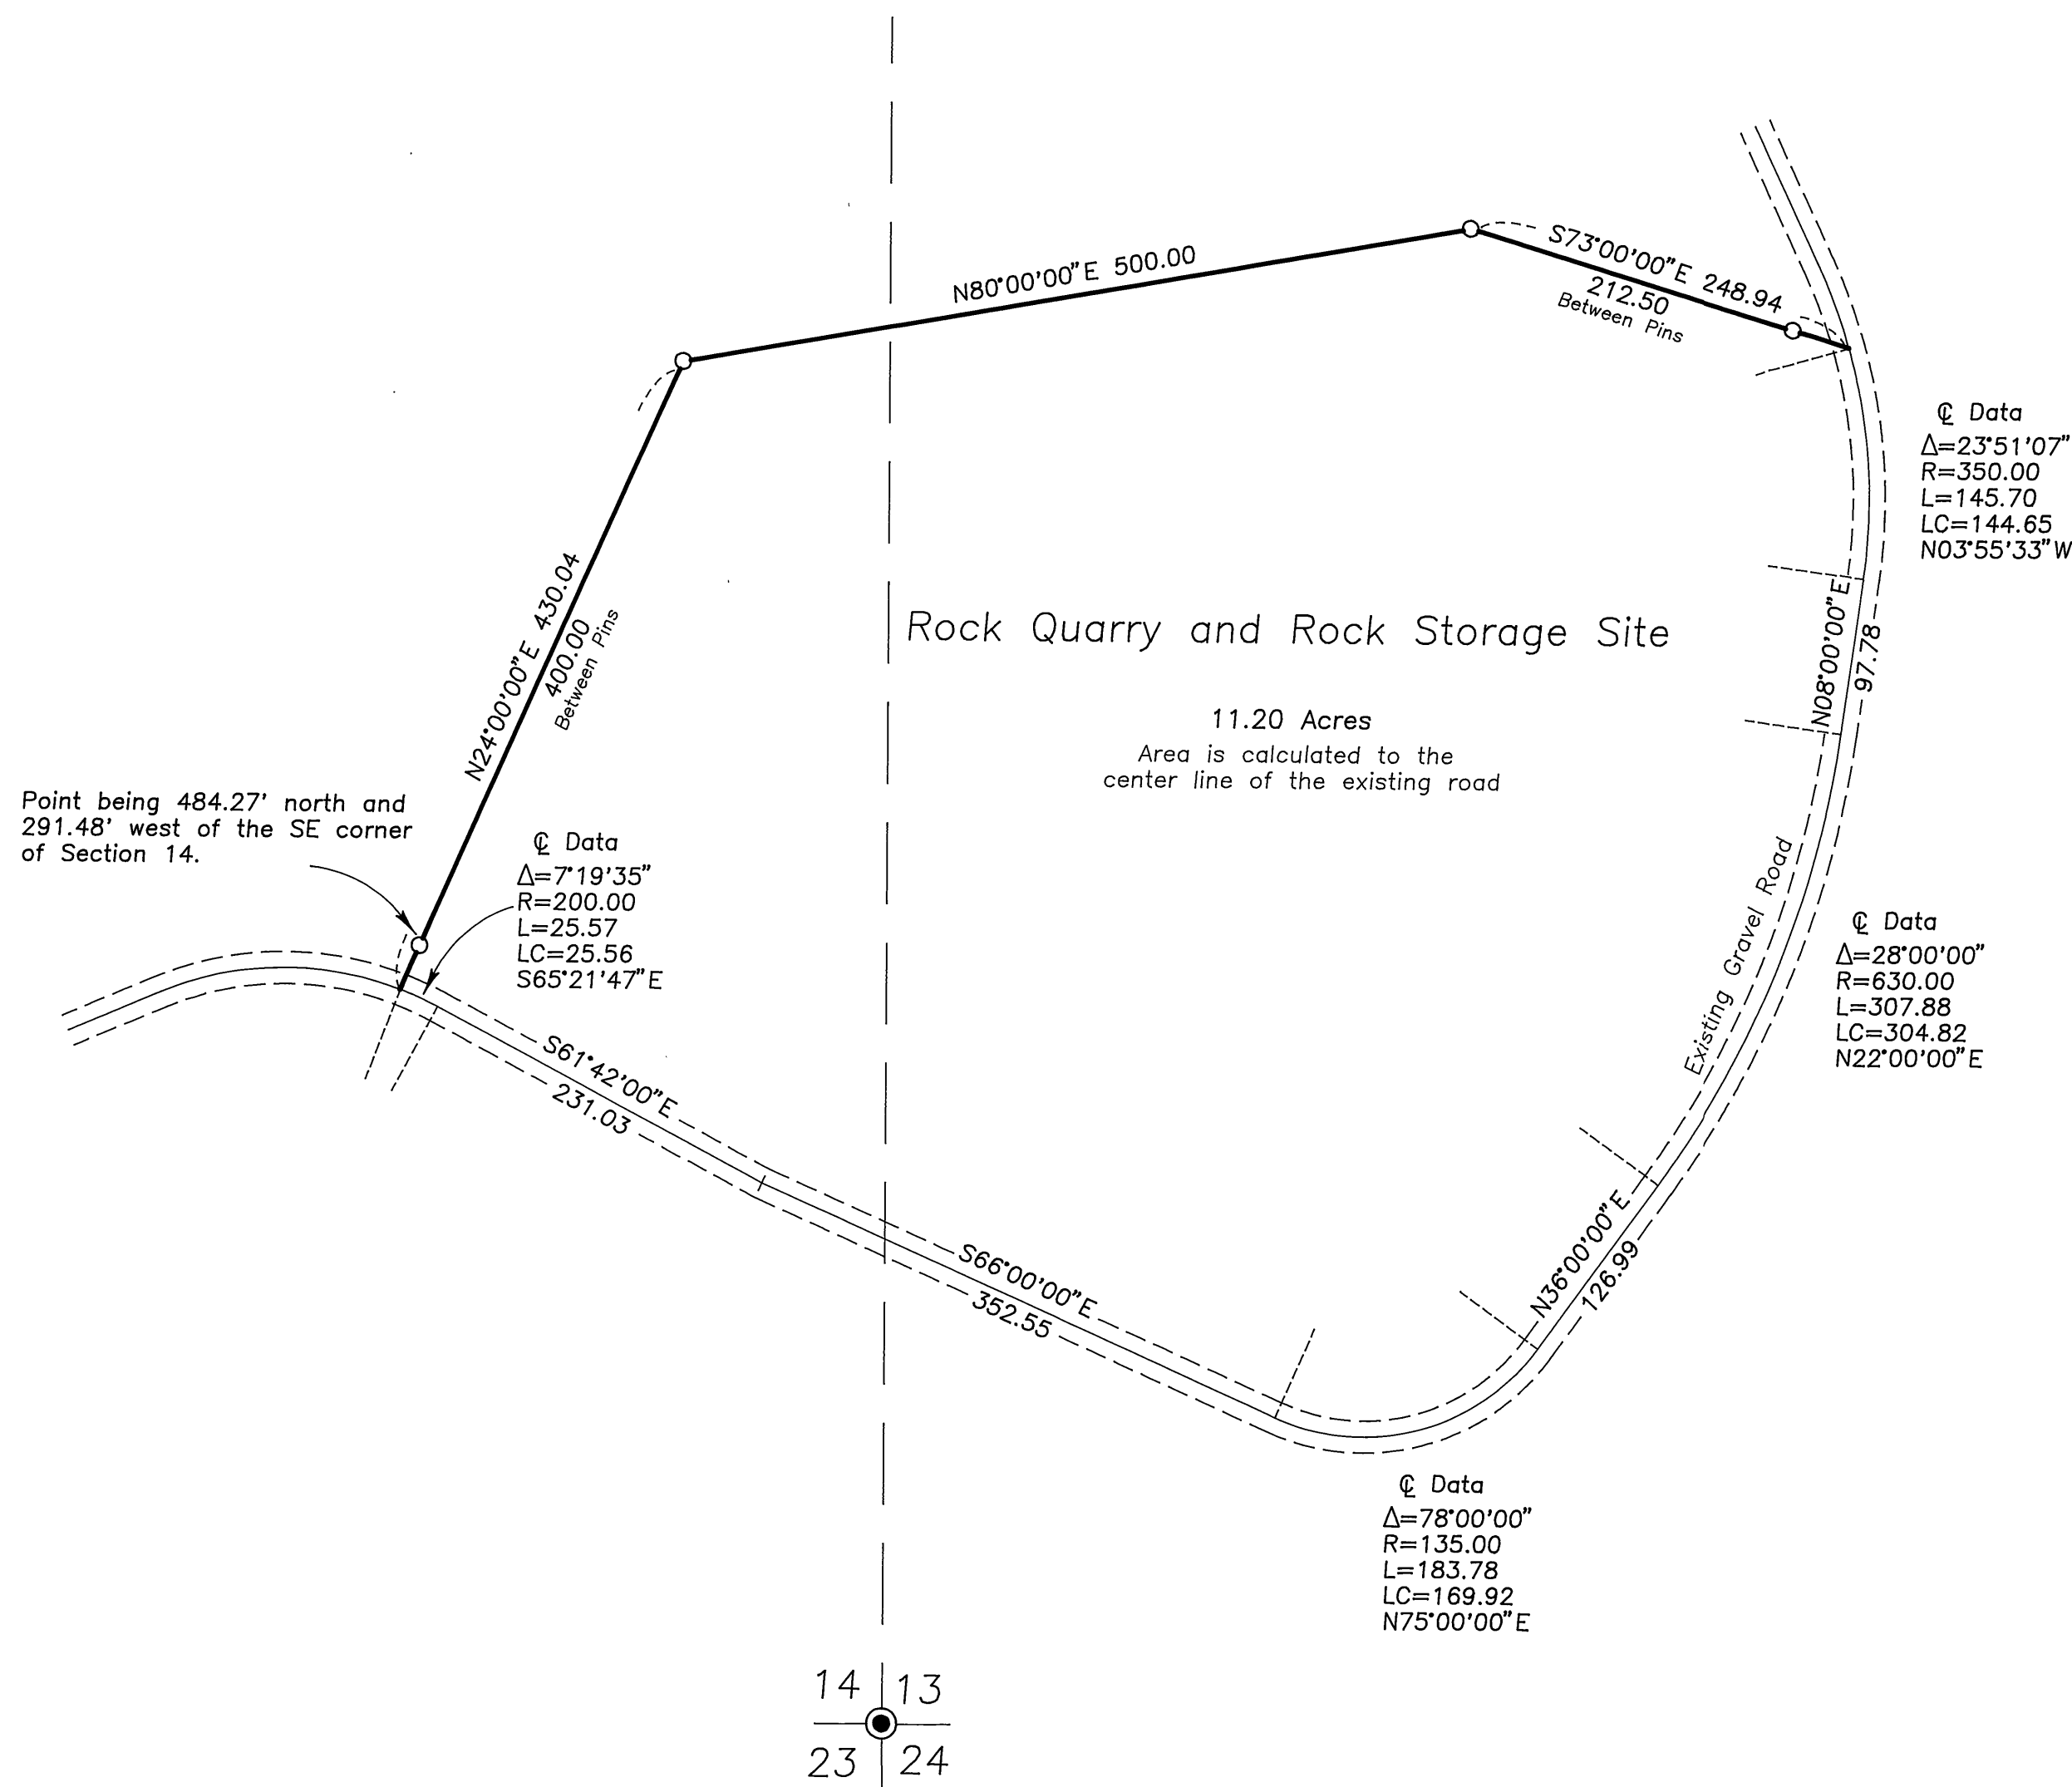 N80°00'00"E 500.00
S73°00'00"E 248.94
212.50
Between Pins
℄ Data
Δ=23°51'07"
R=350.00
L=145.70
LC=144.65
N03°55'33"W
N24°00'00"E 430.04
400.00
Between Pins
Rock Quarry and Rock Storage Site
N08°00'00"E
97.78
11.20 Acres
Area is calculated to the
center line of the existing road
Point being 484.27' north and
291.48' west of the SE corner
of Section 14.
℄ Data
Δ=7°19'35"
R=200.00
L=25.57
LC=25.56
S65°21'47"E
Existing Gravel Road
℄ Data
Δ=28°00'00"
R=630.00
L=307.88
LC=304.82
N22°00'00"E
S61°42'00"E
231.03
S66°00'00"E
352.55
N36°00'00"E
126.99
℄ Data
Δ=78°00'00"
R=135.00
L=183.78
LC=169.92
N75°00'00"E
14 13
23 24